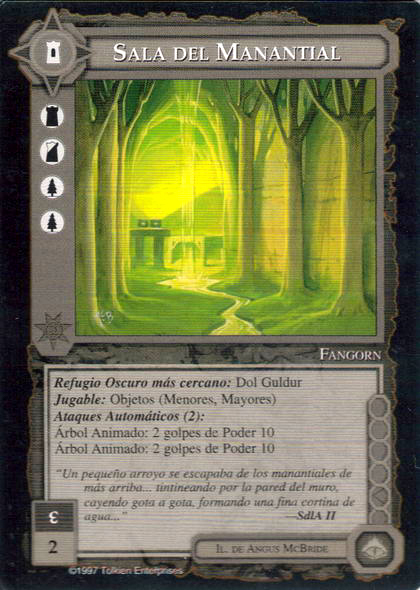 SALA DEL MANANTIAL
FANGORN
Refugio Oscuro más cercano: Dol Guldur
Jugable: Objetos (Menores, Mayores)
Ataques Automáticos (2):
Árbol Animado: 2 golpes de Poder 10
Árbol Animado: 2 golpes de Poder 10
“Un pequeño arroyo se escapaba de los manantiales de
más arriba... tintineando por la pared del muro,
cayendo gota a gota, formando una fina cortina de
agua...” —SdlA II
2
IL. DE ANGUS MCBRIDE
©1997 Tolkien Enterprises